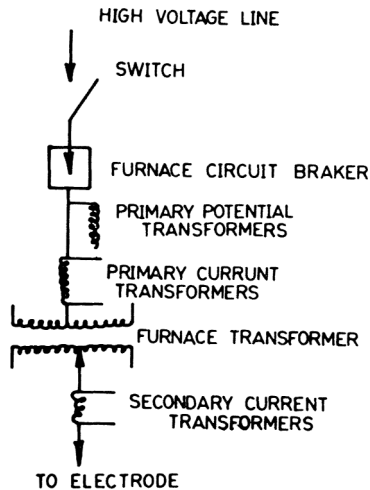 HIGH VOLTAGE LINE
SWITCH
FURNACE CIRCUIT BRAKER
PRIMARY POTENTIAL
TRANSFORMERS
PRIMARY CURRUNT
TRANSFORMERS
FURNACE TRANSFORMER
SECONDARY CURRENT
TRANSFORMERS
TO ELECTRODE